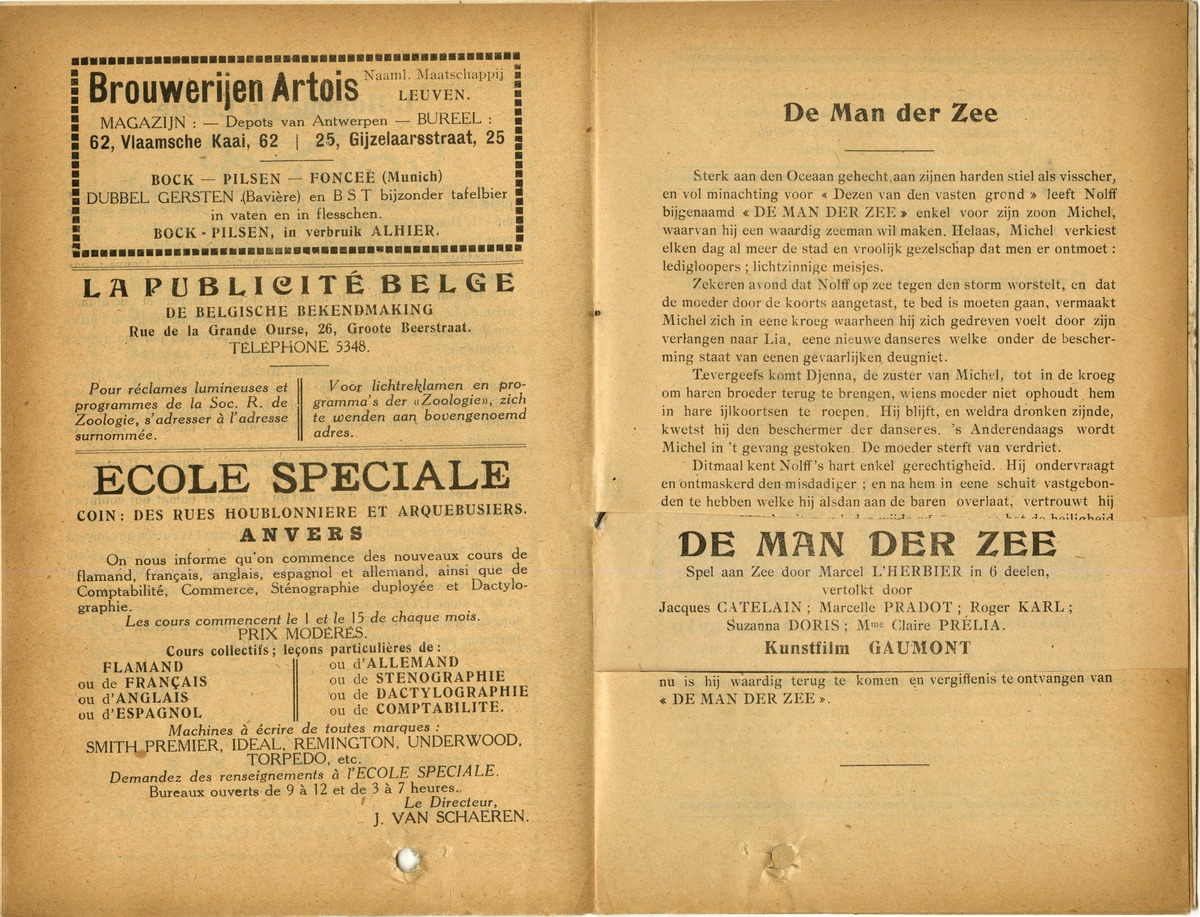 Brouwerijen Artois Naaml. Maatschappij
LEUVEN.
MAGAZIJN : — Depots van Antwerpen — BUREEL :
62, Vlaamsche Kaai, 62 | 25, Gijzelaarsstraat, 25
BOCK — PILSEN — FONCEÉ (Munich)
DUBBEL GERSTEN (Bavière) en B S T bijzonder tafelbier
in vaten en in flesschen.
BOCK - PILSEN, in verbruik ALHIER.
LA PUBLICITÉ BELGE
DE BELGISCHE BEKENDMAKING
Rue de la Grande Ourse, 26, Groote Beerstraat.
TÉLÉPHONE 5348.
Pour réclames lumineuses et
programmes de la Soc. R. de
Zoologie, s'adresser à l'adresse
surnommée.
Voor lichtreklamen en pro-
gramma's der «Zoologie», zich
te wenden aan bovengenoemd
adres.
ECOLE SPECIALE
COIN : DES RUES HOUBLONNIERE ET ARQUEBUSIERS.
ANVERS
On nous informe qu'on commence des nouveaux cours de
flamand, français, anglais, espagnol et allemand, ainsi que de
Comptabilité, Commerce, Sténographie duployée et Dactylo-
graphie.
Les cours commencent le 1 et le 15 de chaque mois.
PRIX MODÉRÉS.
Cours collectifs ; leçons particulières de :
FLAMAND
ou de FRANÇAIS
ou d'ANGLAIS
ou d'ESPAGNOL
ou d'ALLEMAND
ou de STENOGRAPHIE
ou de DACTYLOGRAPHIE
ou de COMPTABILITE.
Machines à écrire de toutes marques :
SMITH PREMIER, IDEAL, REMINGTON, UNDERWOOD,
TORPEDO, etc.
Demandez des renseignements à l'ECOLE SPECIALE.
Bureaux ouverts de 9 à 12 et de 3 à 7 heures.
Le Directeur,
J. VAN SCHAEREN.
De Man der Zee
Sterk aan den Oceaan gehecht, aan zijnen harden stiel als visscher,
en vol minachting voor « Dezen van den vasten grond » leeft Nolff
bijgenaamd « DE MAN DER ZEE » enkel voor zijn zoon Michel,
waarvan hij een waardig zeeman wil maken. Helaas, Michel verkiest
elken dag al meer de stad en vroolijk gezelschap dat men er ontmoet :
ledigloopers ; lichtzinnige meisjes.
Zekeren avond dat Nolff op zee tegen den storm worstelt, en dat
de moeder door de koorts aangetast, te bed is moeten gaan, vermaakt
Michel zich in eene kroeg waarheen hij zich gedreven voelt door zijn
verlangen naar Lia, eene nieuwe danseres welke onder de bescher-
ming staat van eenen gevaarlijken deugniet.
Tevergeefs komt Djenna, de zuster van Michel, tot in de kroeg
om haren broeder terug te brengen, wiens moeder niet ophoudt hem
in hare ijlkoortsen te roepen. Hij blijft, en weldra dronken zijnde,
kwetst hij den beschermer der danseres. 's Anderendaags wordt
Michel in 't gevang gestoken. De moeder sterft van verdriet.
Ditmaal kent Nolff's hart enkel gerechtigheid. Hij ondervraagt
en ontmaskerd den misdadiger ; en na hem in eene schuit vastgebon-
den te hebben welke hij alsdan aan de baren overlaat, vertrouwt hij
het de heiligheid
DE MAN DER ZEE
Spel aan Zee door Marcel L'HERBIER in 6 deelen,
vertolkt door
Jacques CATELAIN ; Marcelle PRADOT ; Roger KARL ;
Suzanna DORIS ; Mme Claire PRÉLIA.
Kunstfilm GAUMONT
nu is hij waardig terug te komen en vergiffenis te ontvangen van
« DE MAN DER ZEE ».